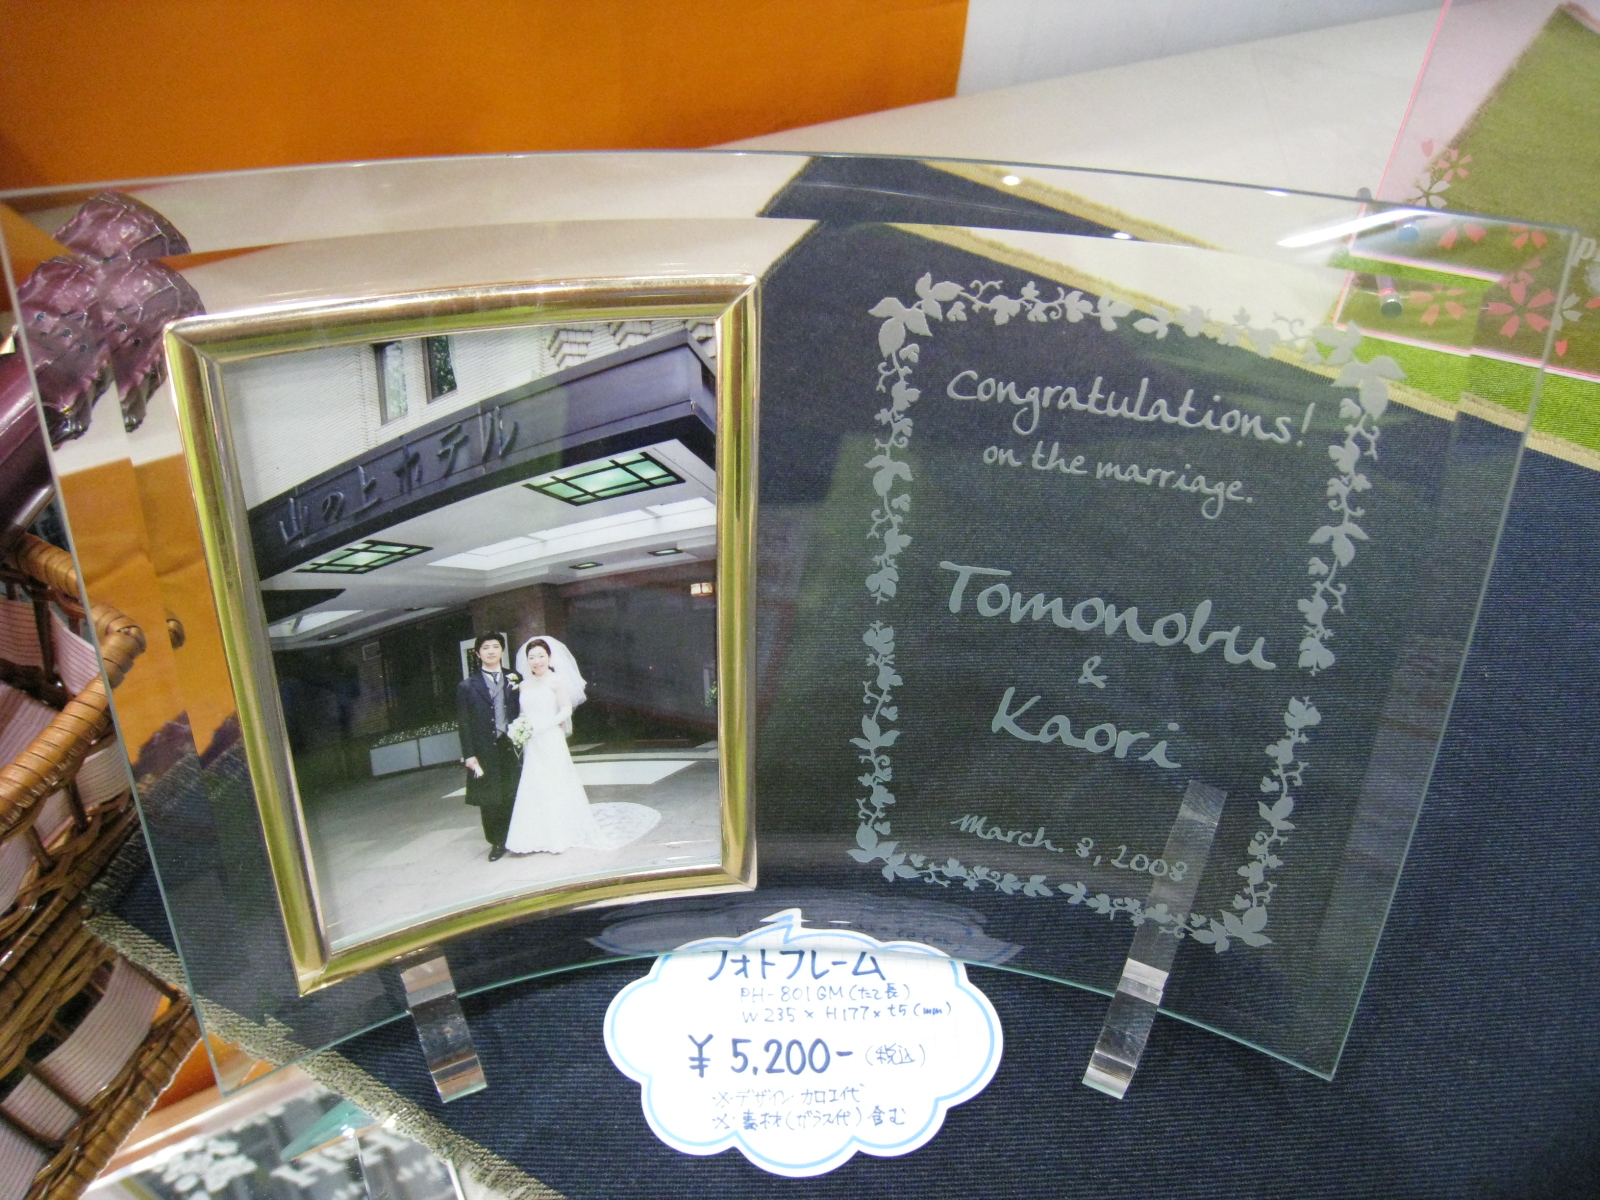 山の上ホテル
Congratulations!
on the marriage.
Tomonobu
&
Kaori
March. 8, 2008
フォトフレーム
PH-801GM(たて長)
W235 × H177 × t5(mm)
¥5,200-(税込)
※デザイン・加工代
※素材(ガラス代)含む